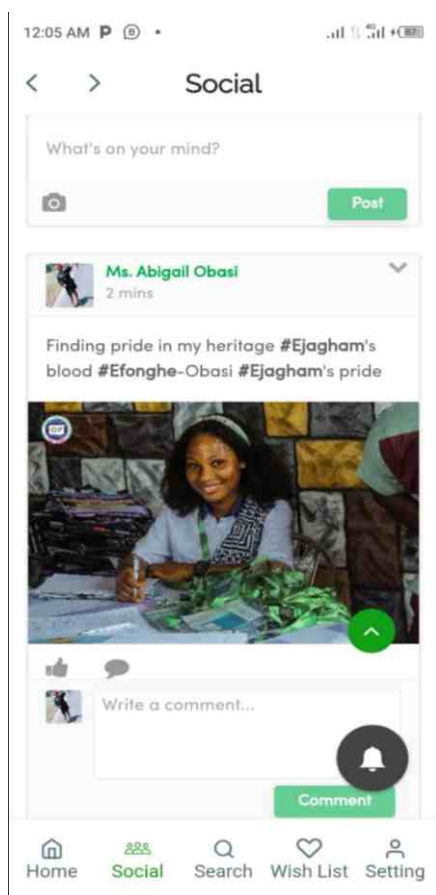 12:05 AM
Social
What's on your mind?
Post
Ms. Abigail Obasi
2 mins
Finding pride in my heritage #Ejagham's
blood #Efonghe-Obasi #Ejagham's pride
Write a comment...
Comment
Home Social Search Wish List Setting